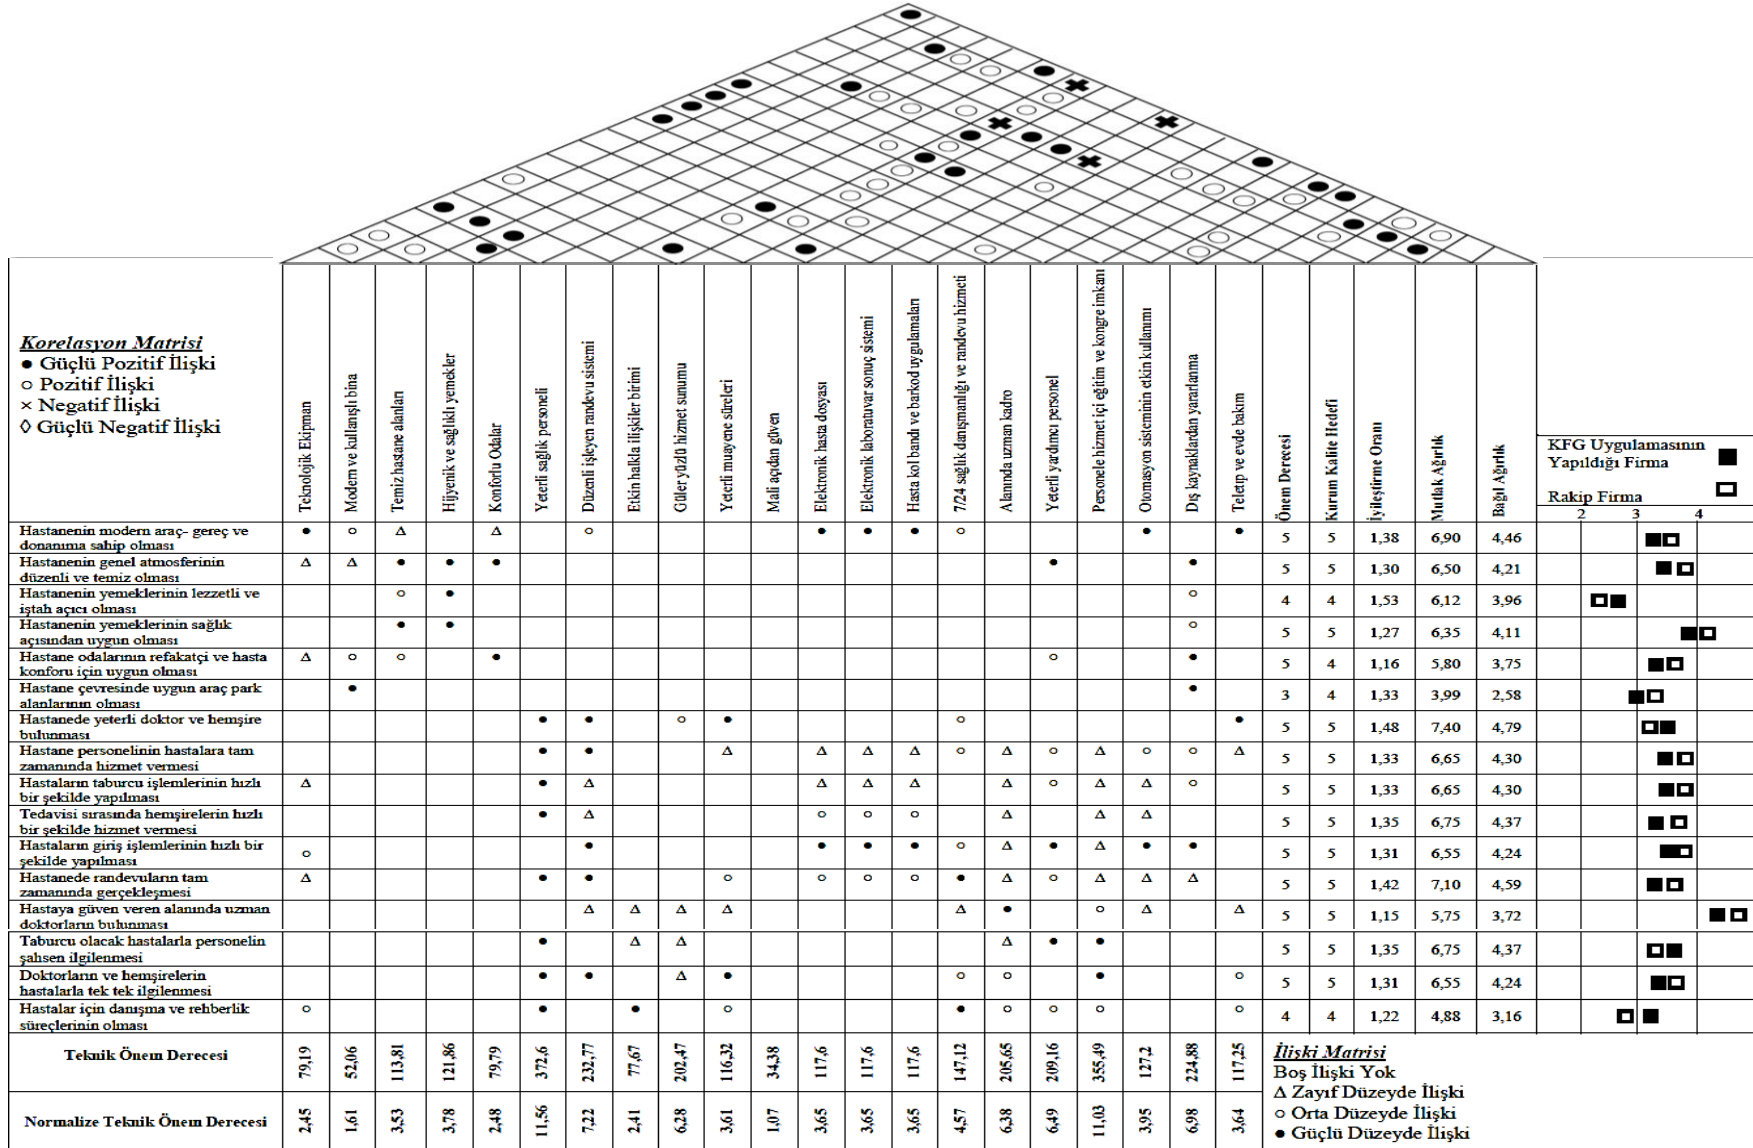 Korelasyon Matrisi
● Güçlü Pozitif İlişki
○ Pozitif İlişki
× Negatif İlişki
◊ Güçlü Negatif İlişki
Teknolojik Ekipman
Modern ve kullanışlı bina
Temiz hastane alanları
Hijyenik ve sağlıklı yemekler
Konforlu Odalar
Yeterli sağlık personeli
Düzenli işleyen randevu sistemi
Etkin halkla ilişkiler birimi
Güler yüzlü hizmet sunumu
Yeterli muayene süreleri
Mali açıdan güven
Elektronik hasta dosyası
Elektronik laboratuvar sonuç sistemi
Hasta kol bandı ve barkod uygulamaları
7/24 sağlık danışmanlığı ve randevu hizmeti
Alanında uzman kadro
Yeterli yardımcı personel
Personele hizmet içi eğitim ve kongre imkanı
Otomasyon sisteminin etkin kullanımı
Dış kaynaklardan yararlanma
Teletıp ve evde bakım
Önem Derecesi
Kurum Kalite Hedefi
İyileştirme Oranı
Mutlak Ağırlık
Bağıl Ağırlık
KFG Uygulamasının
Yapıldığı Firma ■
Rakip Firma □
2 3 4
Hastanenin modern araç- gereç ve
donanıma sahip olması
● ○ Δ Δ ○ ● ● ● ○ ● ● 5 5 1,38 6,90 4,46
Hastanenin genel atmosferinin
düzenli ve temiz olması
Δ Δ ● ● ● ● ● 5 5 1,30 6,50 4,21
Hastanenin yemeklerinin lezzetli ve
iştah açıcı olması
○ ● ○ 4 4 1,53 6,12 3,96
Hastanenin yemeklerinin sağlık
açısından uygun olması
● ● ○ 5 5 1,27 6,35 4,11
Hastane odalarının refakatçi ve hasta
konforu için uygun olması
Δ ○ ○ ● ○ ● 5 4 1,16 5,80 3,75
Hastane çevresinde uygun araç park
alanlarının olması
● ● 3 4 1,33 3,99 2,58
Hastanede yeterli doktor ve hemşire
bulunması
● ● ○ ● ○ ● 5 5 1,48 7,40 4,79
Hastane personelinin hastalara tam
zamanında hizmet vermesi
● ● Δ Δ Δ Δ ○ Δ ○ Δ ○ ○ Δ 5 5 1,33 6,65 4,30
Hastaların taburcu işlemlerinin hızlı
bir şekilde yapılması
Δ ● Δ Δ Δ Δ Δ ○ Δ Δ ○ 5 5 1,33 6,65 4,30
Tedavisi sırasında hemşirelerin hızlı
bir şekilde hizmet vermesi
● Δ ○ ○ ○ Δ Δ Δ 5 5 1,35 6,75 4,37
Hastaların giriş işlemlerinin hızlı bir
şekilde yapılması
○ ● ● ● ● ○ Δ ● Δ ● ● 5 5 1,31 6,55 4,24
Hastanede randevuların tam
zamanında gerçekleşmesi
Δ ● ● ○ ○ ○ ○ ● Δ ○ Δ Δ Δ 5 5 1,42 7,10 4,59
Hastaya güven veren alanında uzman
doktorların bulunması
Δ Δ Δ Δ Δ ● ○ Δ Δ 5 5 1,15 5,75 3,72
Taburcu olacak hastalarla personelin
şahsen ilgilenmesi
● Δ Δ Δ ● ● 5 5 1,35 6,75 4,37
Doktorların ve hemşirelerin
hastalarla tek tek ilgilenmesi
● ● Δ ● ○ ○ ● ○ 5 5 1,31 6,55 4,24
Hastalar için danışma ve rehberlik
süreçlerinin olması
○ ● ● ○ ● ○ ○ ○ ○ 4 4 1,22 4,88 3,16
Teknik Önem Derecesi 79,19 52,06 113,81 121,86 79,79 372,6 232,77 77,67 202,47 116,32 34,38 117,6 117,6 117,6 147,12 205,65 209,16 355,49 127,2 224,88 117,25
Normalize Teknik Önem Derecesi 2,45 1,61 3,53 3,78 2,48 11,56 7,22 2,41 6,28 3,61 1,07 3,65 3,65 3,65 4,57 6,38 6,49 11,03 3,95 6,98 3,64
İlişki Matrisi
Boş İlişki Yok
Δ Zayıf Düzeyde İlişki
○ Orta Düzeyde İlişki
● Güçlü Düzeyde İlişki